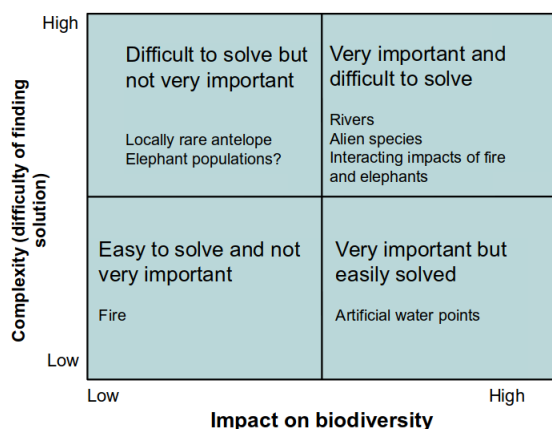 High
Difficult to solve but
not very important
Locally rare antelope
Elephant populations?
Very important and
difficult to solve
Rivers
Alien species
Interacting impacts of fire
and elephants
Complexity (difficulty of finding
solution)
Easy to solve and not
very important
Fire
Very important but
easily solved
Artificial water points
Low
Low
High
Impact on biodiversity